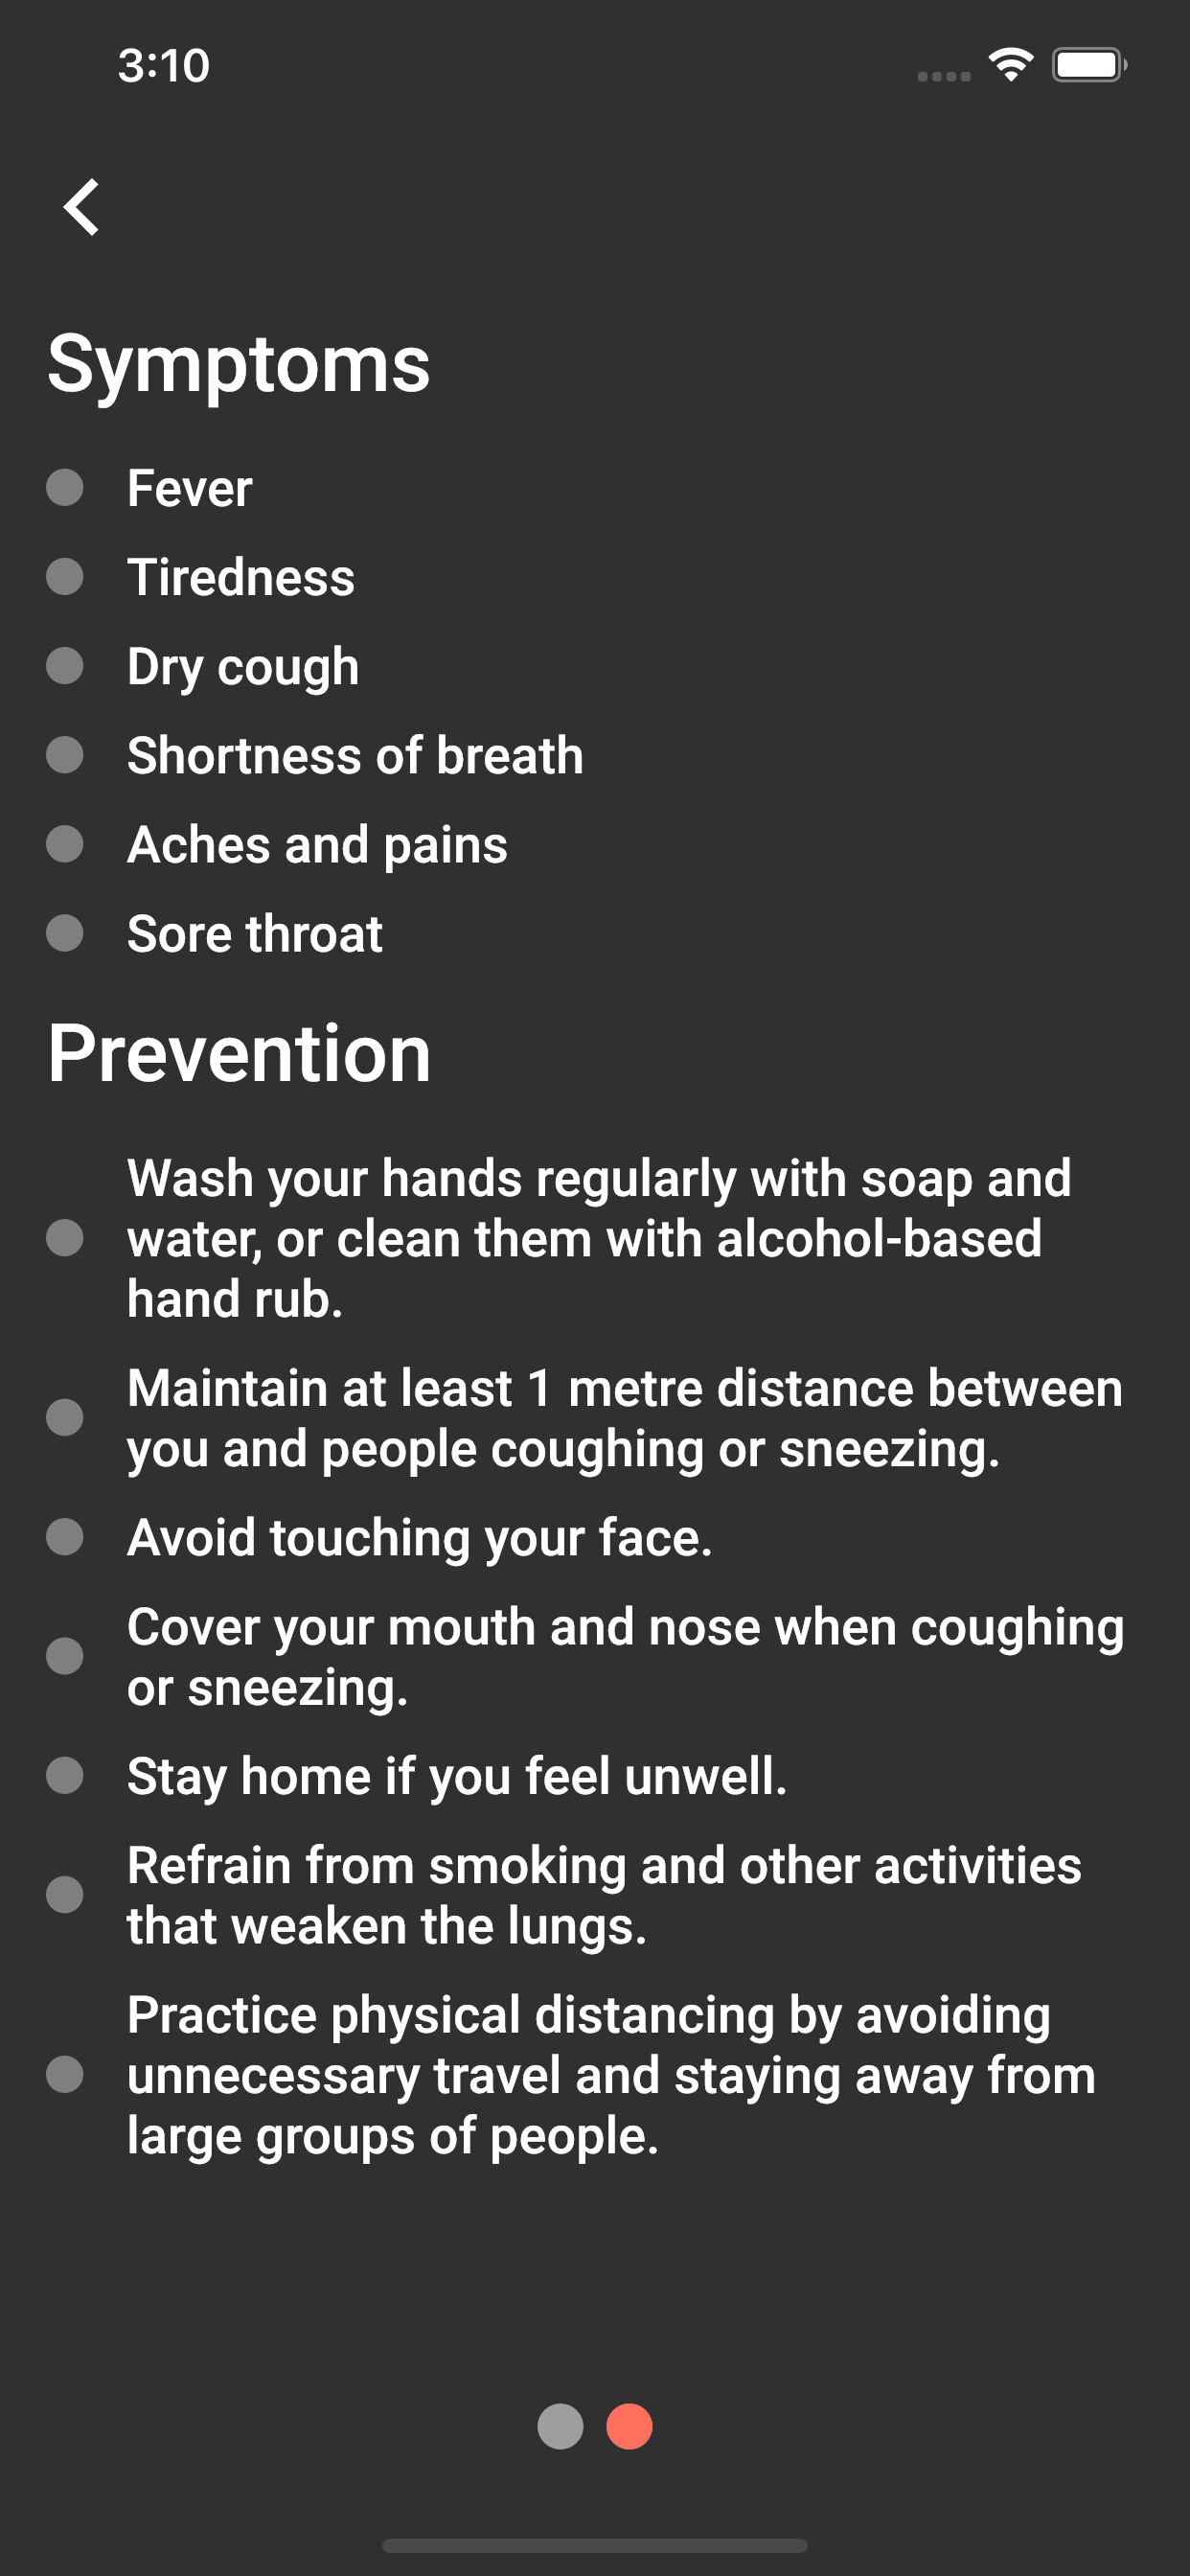 3:10
Symptoms
Fever
Tiredness
Dry cough
Shortness of breath
Aches and pains
Sore throat
Prevention
Wash your hands regularly with soap and
water, or clean them with alcohol-based
hand rub.
Maintain at least 1 metre distance between
you and people coughing or sneezing.
Avoid touching your face.
Cover your mouth and nose when coughing
or sneezing.
Stay home if you feel unwell.
Refrain from smoking and other activities
that weaken the lungs.
Practice physical distancing by avoiding
unnecessary travel and staying away from
large groups of people.